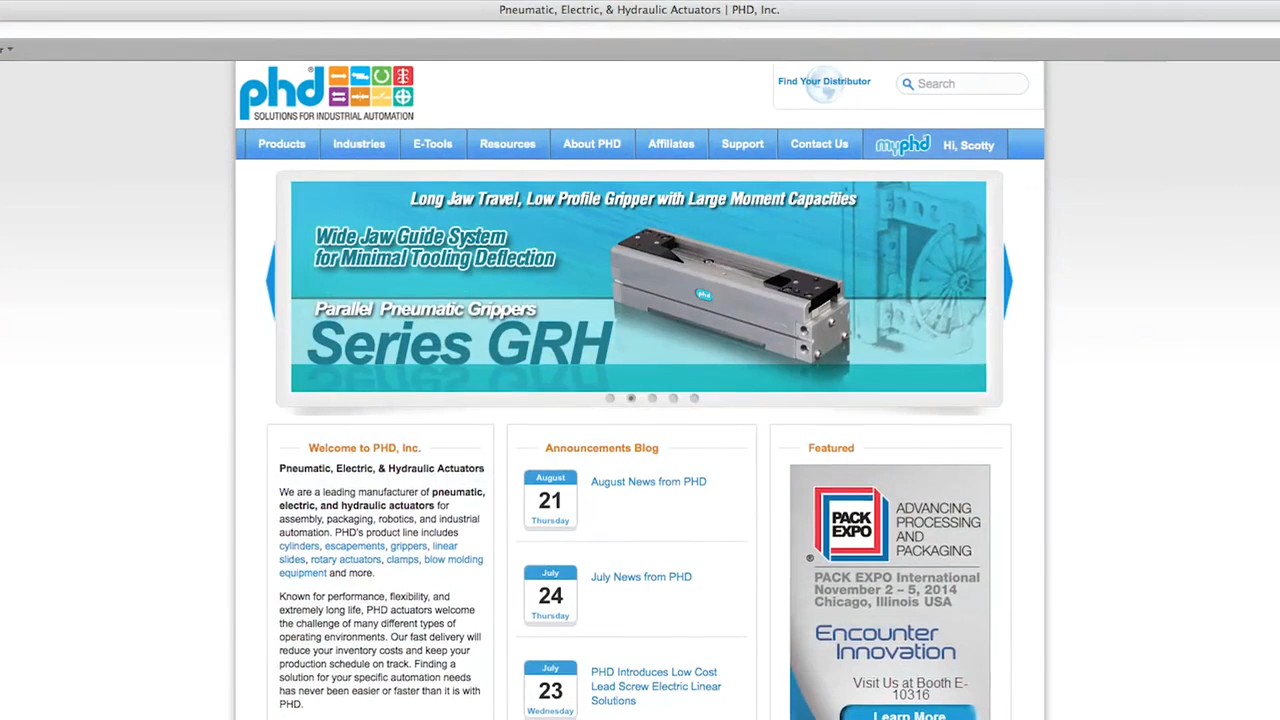 Pneumatic, Electric, & Hydraulic Actuators | PHD, Inc.
phd
SOLUTIONS FOR INDUSTRIAL AUTOMATION
Find Your Distributor
Search
Products
Industries
E-Tools
Resources
About PHD
Affiliates
Support
Contact Us
myphd
Hi, Scotty
Long Jaw Travel, Low Profile Gripper with Large Moment Capacities
Wide Jaw Guide System
for Minimal Tooling Deflection
Parallel Pneumatic Grippers
Series GRH
phd
Welcome to PHD, Inc.
Pneumatic, Electric, & Hydraulic Actuators
We are a leading manufacturer of pneumatic,
electric, and hydraulic actuators for
assembly, packaging, robotics, and industrial
automation. PHD's product line includes
cylinders, escapements, grippers, linear
slides, rotary actuators, clamps, blow molding
equipment and more.
Known for performance, flexibility, and
extremely long life, PHD actuators welcome
the challenge of many different types of
operating environments. Our fast delivery will
reduce your inventory costs and keep your
production schedule on track. Finding a
solution for your specific automation needs
has never been easier or faster than it is with
PHD.
Announcements Blog
August
21
Thursday
August News from PHD
July
24
Thursday
July News from PHD
July
23
Wednesday
PHD Introduces Low Cost
Lead Screw Electric Linear
Solutions
Featured
PACK
EXPO
®
ADVANCING
PROCESSING
AND
PACKAGING
PACK EXPO International
November 2 – 5, 2014
Chicago, Illinois USA
Encounter
Innovation
Visit Us at Booth E-
10316
Learn More